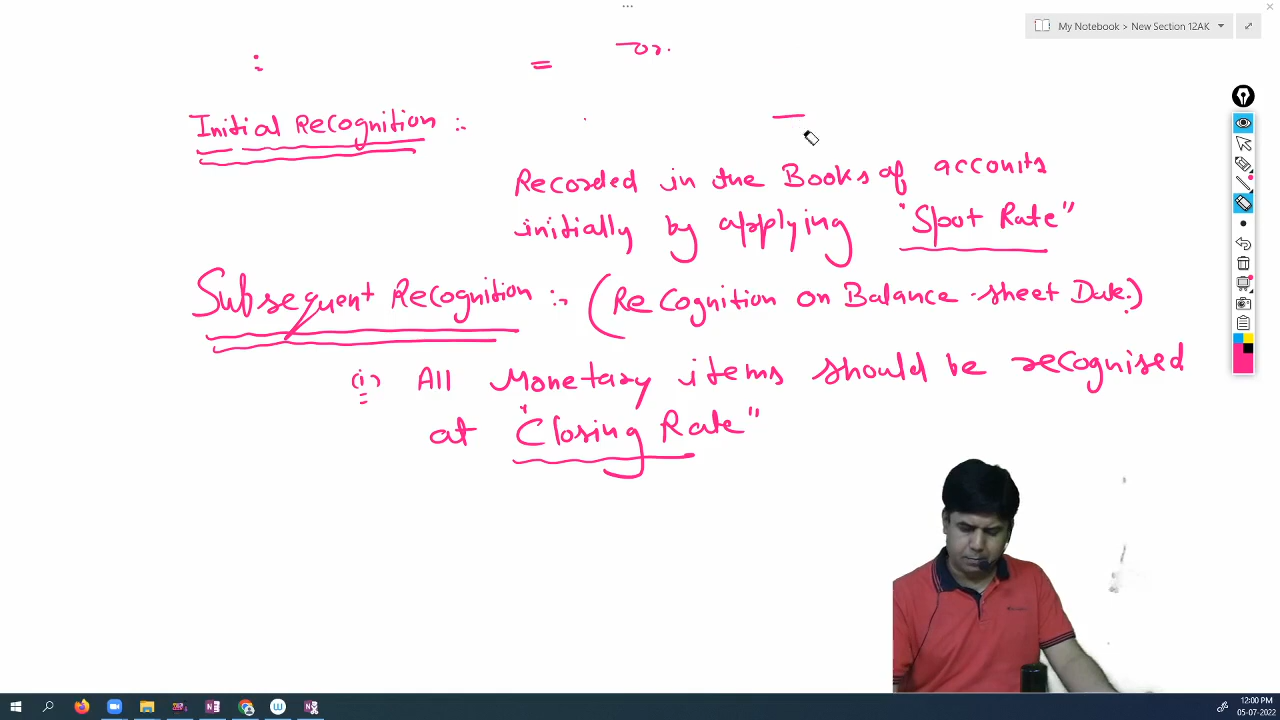 My Notebook > New Section 12AK
or.
Initial Recognition :-
Recorded in the Books of accounts
initially by applying "Spot Rate"
Subsequent Recognition :- (Recognition on Balance-sheet Date.)
(i) All Monetary items should be recognised
at "Closing Rate"
12:00 PM
05-07-2022